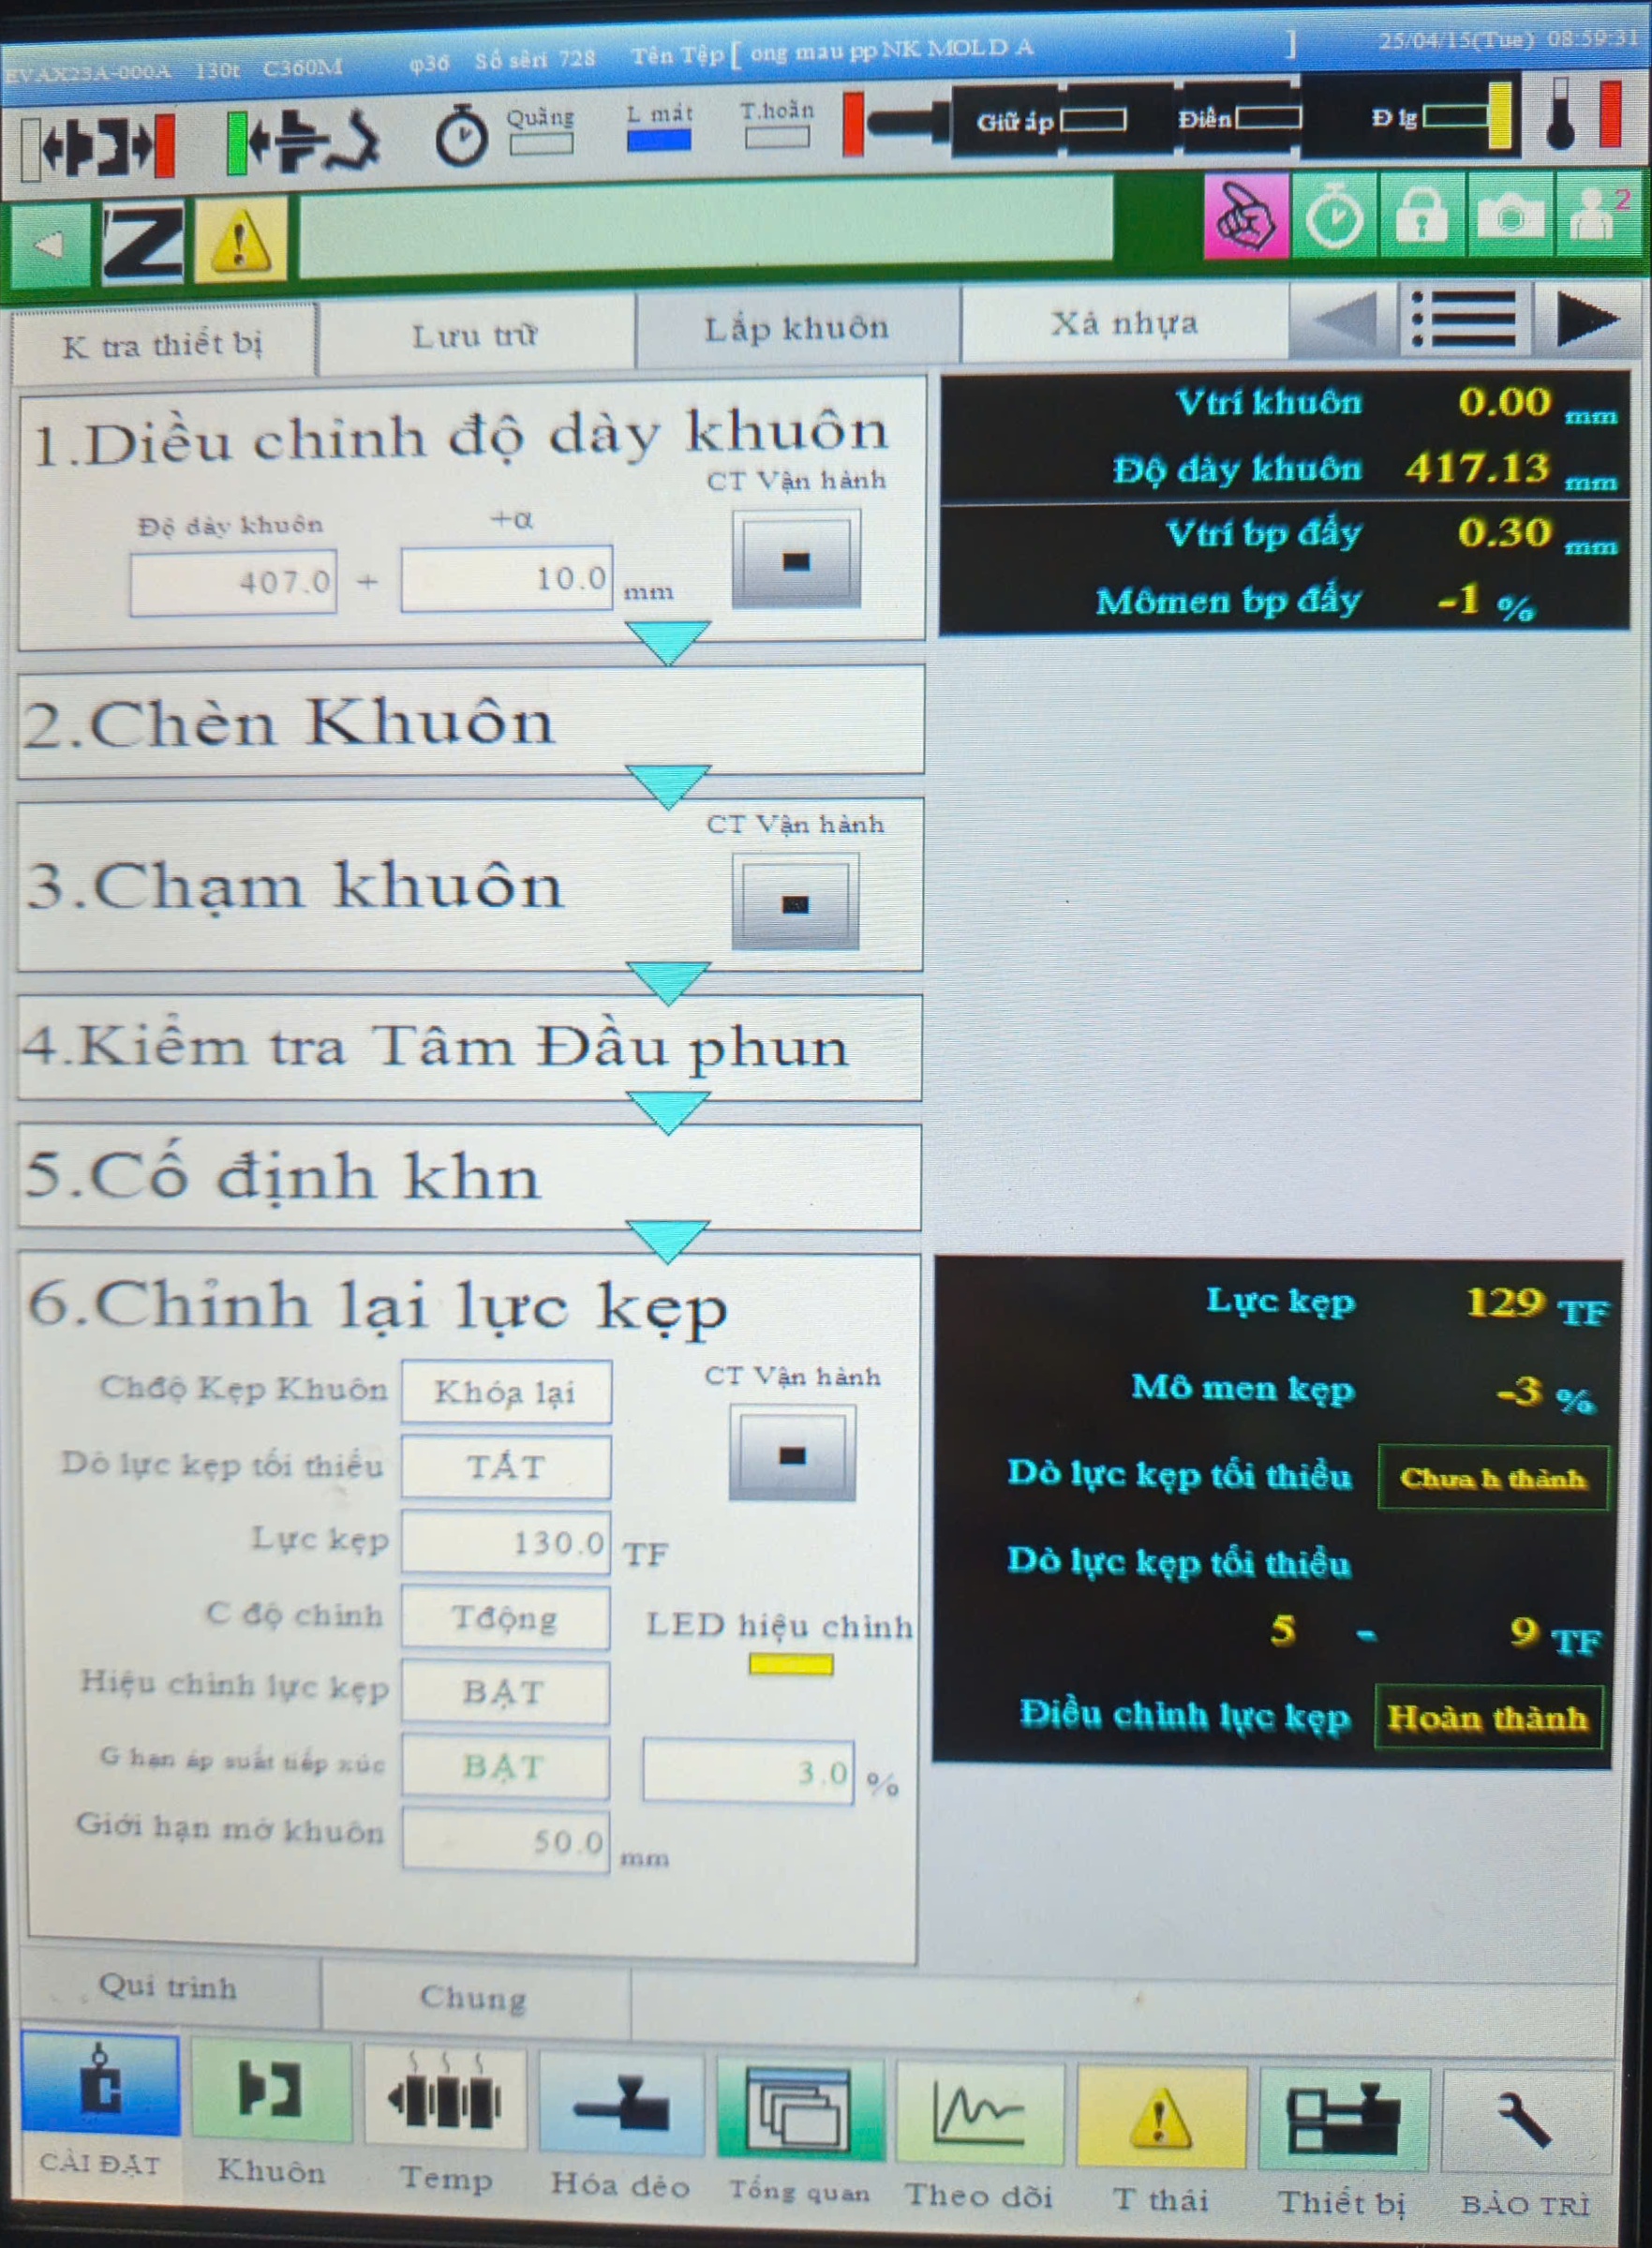 EVAX23A-000A 130t C360M φ36 Số sêri 728 Tên Tệp [ ong mau pp NK MOLD A ] 25/04/15(Tue) 08:59:31
Quãng L mát T.hoãn Giữ áp Điền Đ lg
2
K tra thiết bị Lưu trữ Lắp khuôn Xả nhựa
1.Diều chỉnh độ dày khuôn
CT Vận hành
Độ dày khuôn +α
407.0 + 10.0 mm
Vtrí khuôn 0.00 mm
Độ dày khuôn 417.13 mm
Vtrí bp đẩy 0.30 mm
Mômen bp đẩy -1 %
2.Chèn Khuôn
3.Chạm khuôn
CT Vận hành
4.Kiểm tra Tâm Đầu phun
5.Cố định khn
6.Chỉnh lại lực kẹp
Chđộ Kẹp Khuôn Khóa lại
CT Vận hành
Dò lực kẹp tối thiểu TẮT
Lực kẹp 130.0 TF
C độ chỉnh Tđộng
LED hiệu chỉnh
Hiệu chỉnh lực kẹp BẬT
G hạn áp suất tiếp xúc BẬT 3.0 %
Giới hạn mở khuôn 50.0 mm
Lực kẹp 129 TF
Mô men kẹp -3 %
Dò lực kẹp tối thiểu Chưa h thành
Dò lực kẹp tối thiểu
5 - 9 TF
Điều chỉnh lực kẹp Hoàn thành
Qui trình Chung
CÀI ĐẶT Khuôn Temp Hóa dẻo Tổng quan Theo dõi T thái Thiết bị BẢO TRÌ